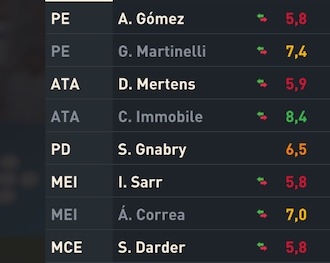 PE A. Gómez 5,8
PE G. Martinelli 7,4
ATA D. Mertens 5,9
ATA C. Immobile 8,4
PD S. Gnabry 6,5
MEI I. Sarr 5,8
MEI Á. Correa 7,0
MCE S. Darder 5,8